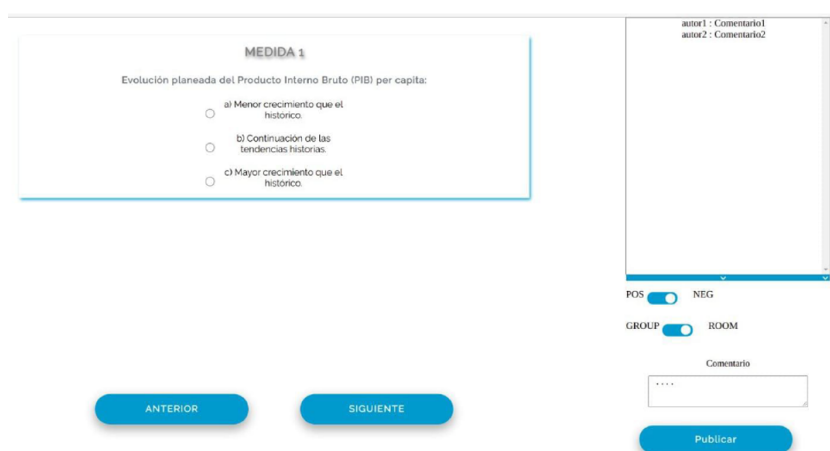 MEDIDA 1
Evolución planeada del Producto Interno Bruto (PIB) per capita:
a) Menor crecimiento que el
histórico.
b) Continuación de las
tendencias historias.
c) Mayor crecimiento que el
histórico.
ANTERIOR
SIGUIENTE
autor1 : Comentario1
autor2 : Comentario2
POS NEG
GROUP ROOM
Comentario
....
Publicar